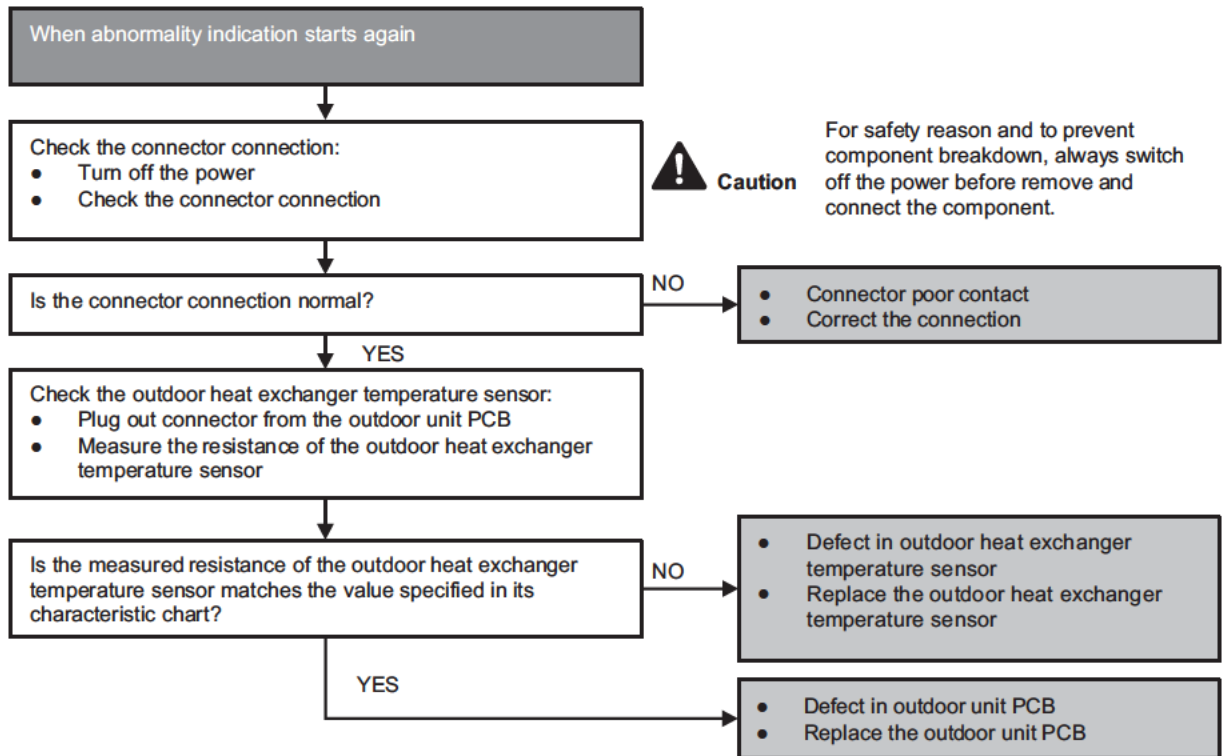 When abnormality indication starts again
Check the connector connection:
● Turn off the power
● Check the connector connection
Caution
For safety reason and to prevent
component breakdown, always switch
off the power before remove and
connect the component.
Is the connector connection normal?
NO
● Connector poor contact
● Correct the connection
YES
Check the outdoor heat exchanger temperature sensor:
● Plug out connector from the outdoor unit PCB
● Measure the resistance of the outdoor heat exchanger
temperature sensor
Is the measured resistance of the outdoor heat exchanger
temperature sensor matches the value specified in its
characteristic chart?
NO
● Defect in outdoor heat exchanger
temperature sensor
● Replace the outdoor heat exchanger
temperature sensor
YES
● Defect in outdoor unit PCB
● Replace the outdoor unit PCB